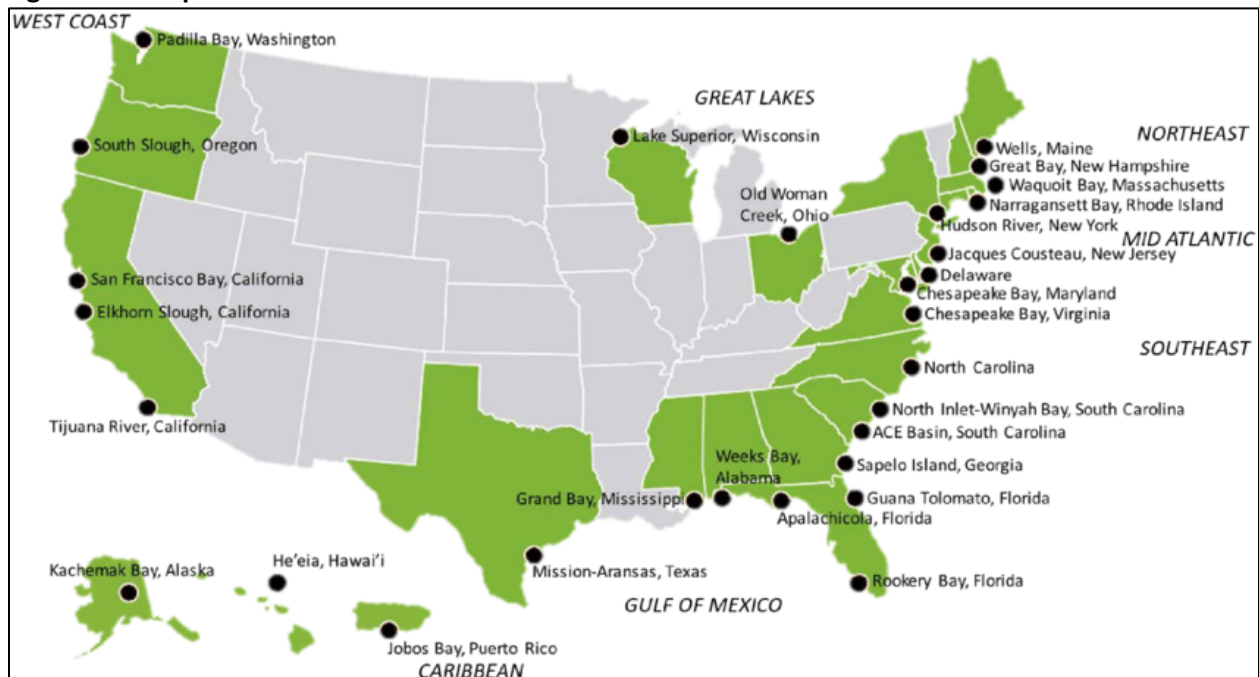 WEST COAST
Padilla Bay, Washington
GREAT LAKES
Lake Superior, Wisconsin
South Slough, Oregon
NORTHEAST
Wells, Maine
Great Bay, New Hampshire
Waquoit Bay, Massachusetts
Narragansett Bay, Rhode Island
Old Woman
Creek, Ohio
Hudson River, New York
MID ATLANTIC
Jacques Cousteau, New Jersey
Delaware
Chesapeake Bay, Maryland
Chesapeake Bay, Virginia
San Francisco Bay, California
Elkhorn Slough, California
SOUTHEAST
North Carolina
Tijuana River, California
North Inlet-Winyah Bay, South Carolina
ACE Basin, South Carolina
Sapelo Island, Georgia
Weeks Bay,
Alabama
Grand Bay, Mississippi
Guana Tolomato, Florida
Apalachicola, Florida
Mission-Aransas, Texas
Rookery Bay, Florida
GULF OF MEXICO
Kachemak Bay, Alaska
He’eia, Hawai’i
Jobos Bay, Puerto Rico
CARIBBEAN